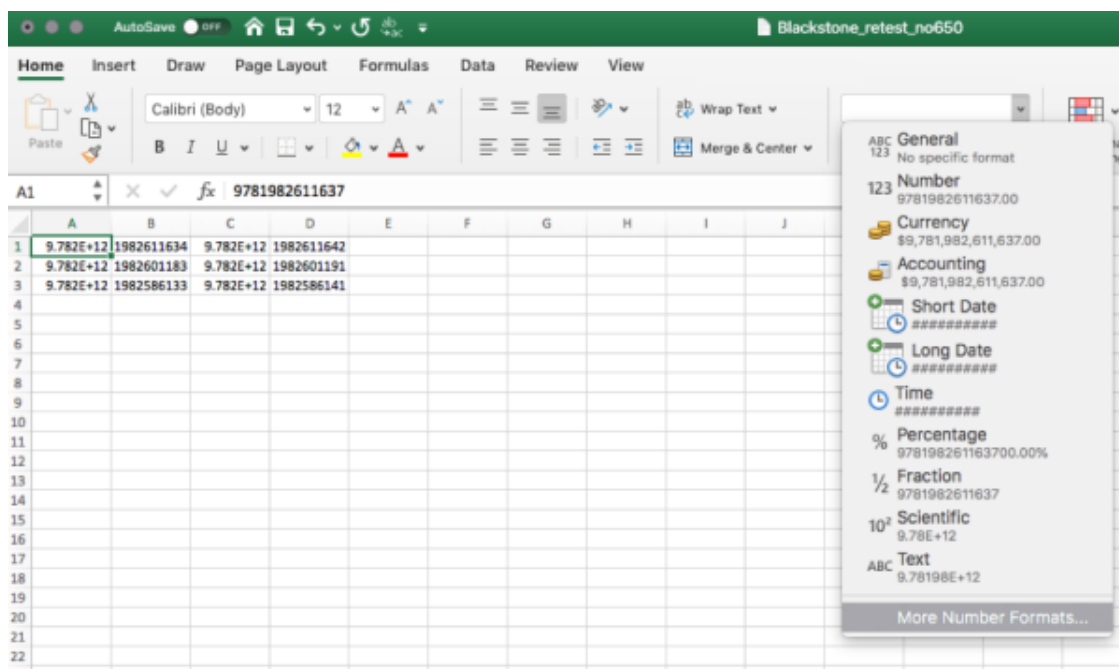 AutoSave OFF Blackstone_retest_no650
Home Insert Draw Page Layout Formulas Data Review View
Calibri (Body) 12 A^ A˅ ab Wrap Text
Paste B I U A Merge & Center
A1 fx 9781982611637
A B C D E F G H I J
1 9.782E+12 1982611634 9.782E+12 1982611642
2 9.782E+12 1982601183 9.782E+12 1982601191
3 9.782E+12 1982586133 9.782E+12 1982586141
4
5
6
7
8
9
10
11
12
13
14
15
16
17
18
19
20
21
22
ABC 123 General
No specific format
123 Number
9781982611637.00
Currency
$9,781,982,611,637.00
Accounting
$9,781,982,611,637.00
Short Date
##########
Long Date
##########
Time
##########
% Percentage
978198261163700.00%
½ Fraction
9781982611637
10² Scientific
9.78E+12
ABC Text
9.78198E+12
More Number Formats...